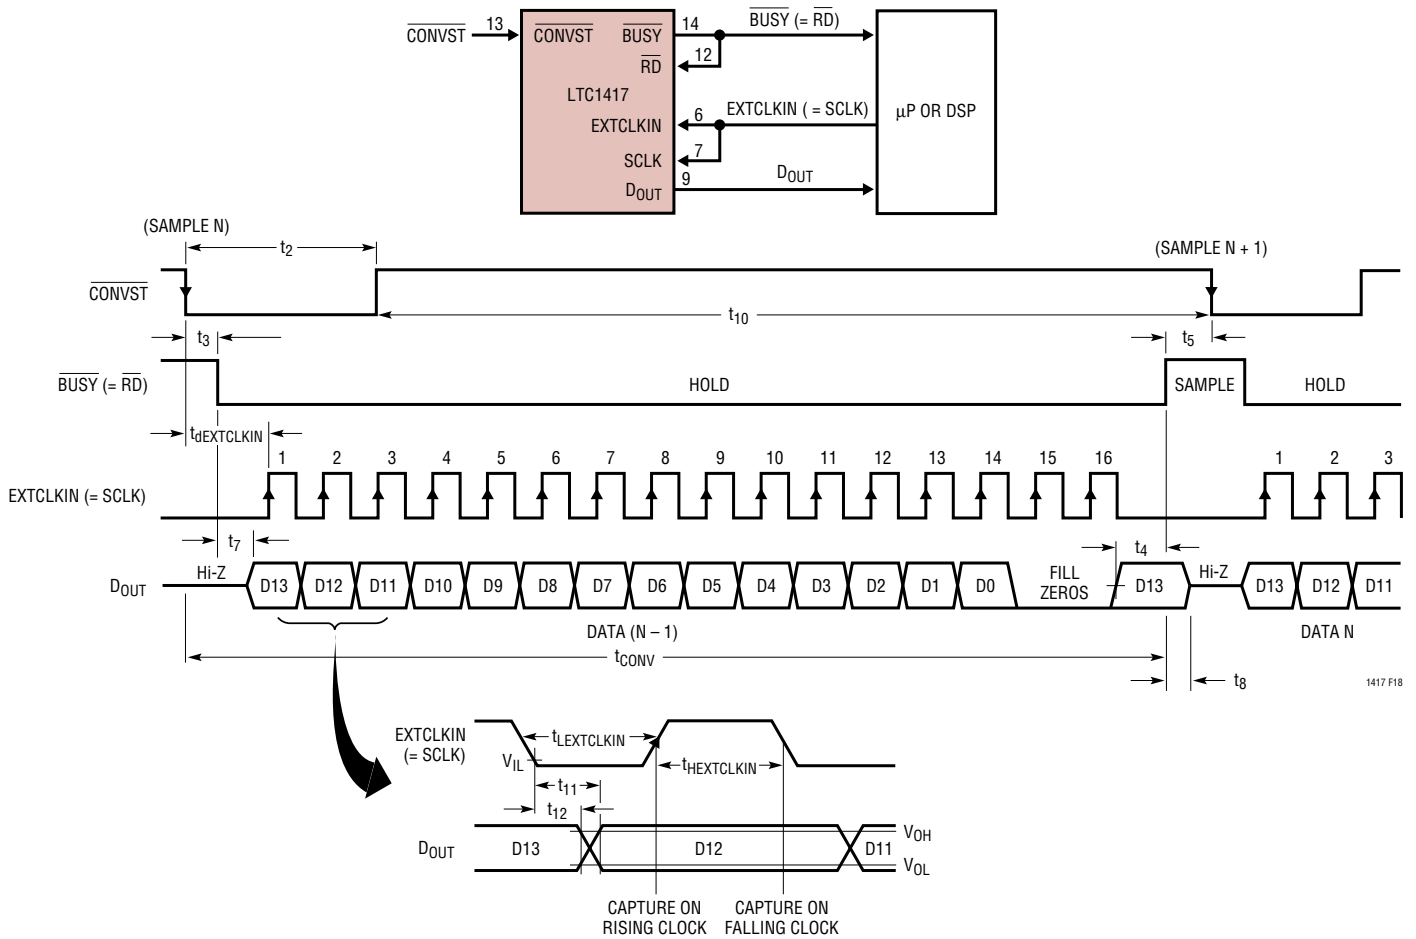 CONVST 13 CONVST BUSY 14 BUSY (= RD)
RD 12
LTC1417
EXTCLKIN 6 EXTCLKIN ( = SCLK) µP OR DSP
SCLK 7
DOUT 9 DOUT
(SAMPLE N) (SAMPLE N + 1)
t2
CONVST
t10
t3 t5
BUSY (= RD) HOLD SAMPLE HOLD
tdEXTCLKIN
1 2 3 4 5 6 7 8 9 10 11 12 13 14 15 16 1 2 3
EXTCLKIN (= SCLK)
t7 t4
DOUT Hi-Z D13 D12 D11 D10 D9 D8 D7 D6 D5 D4 D3 D2 D1 D0 FILL ZEROS D13 Hi-Z D13 D12 D11
DATA (N – 1) DATA N
tCONV
t8
1417 F18
EXTCLKIN
(= SCLK)
tLEXTCLKIN
VIL
tHEXTCLKIN
t11
t12
VOH
DOUT D13 D12 D11
VOL
CAPTURE ON
RISING CLOCK
CAPTURE ON
FALLING CLOCK